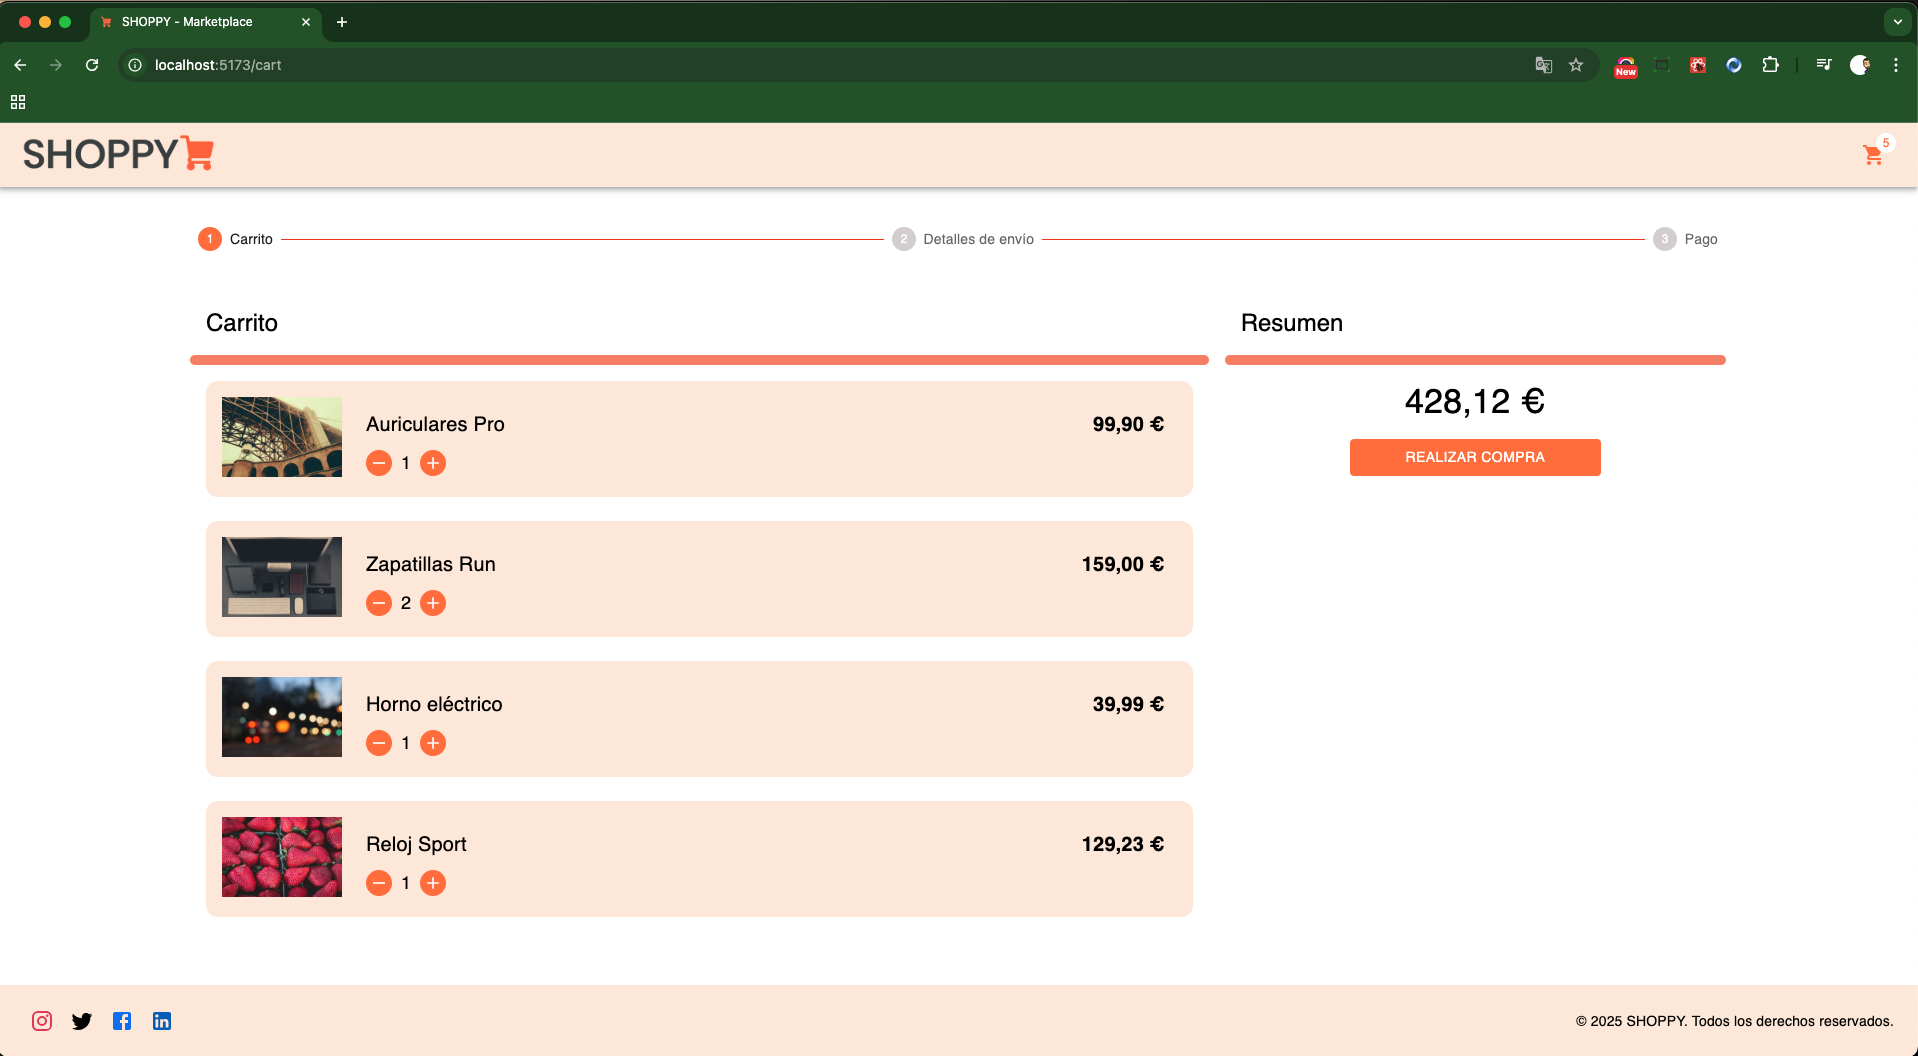 SHOPPY - Marketplace
localhost:5173/cart
New
SHOPPY
5
1 Carrito
2 Detalles de envío
3 Pago
Carrito
Resumen
428,12 €
REALIZAR COMPRA
Auriculares Pro
99,90 €
1
Zapatillas Run
159,00 €
2
Horno eléctrico
39,99 €
1
Reloj Sport
129,23 €
1
© 2025 SHOPPY. Todos los derechos reservados.